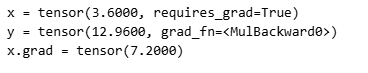 x = tensor(3.6000, requires_grad=True)
y = tensor(12.9600, grad_fn=<MulBackward0>)
x.grad = tensor(7.2000)